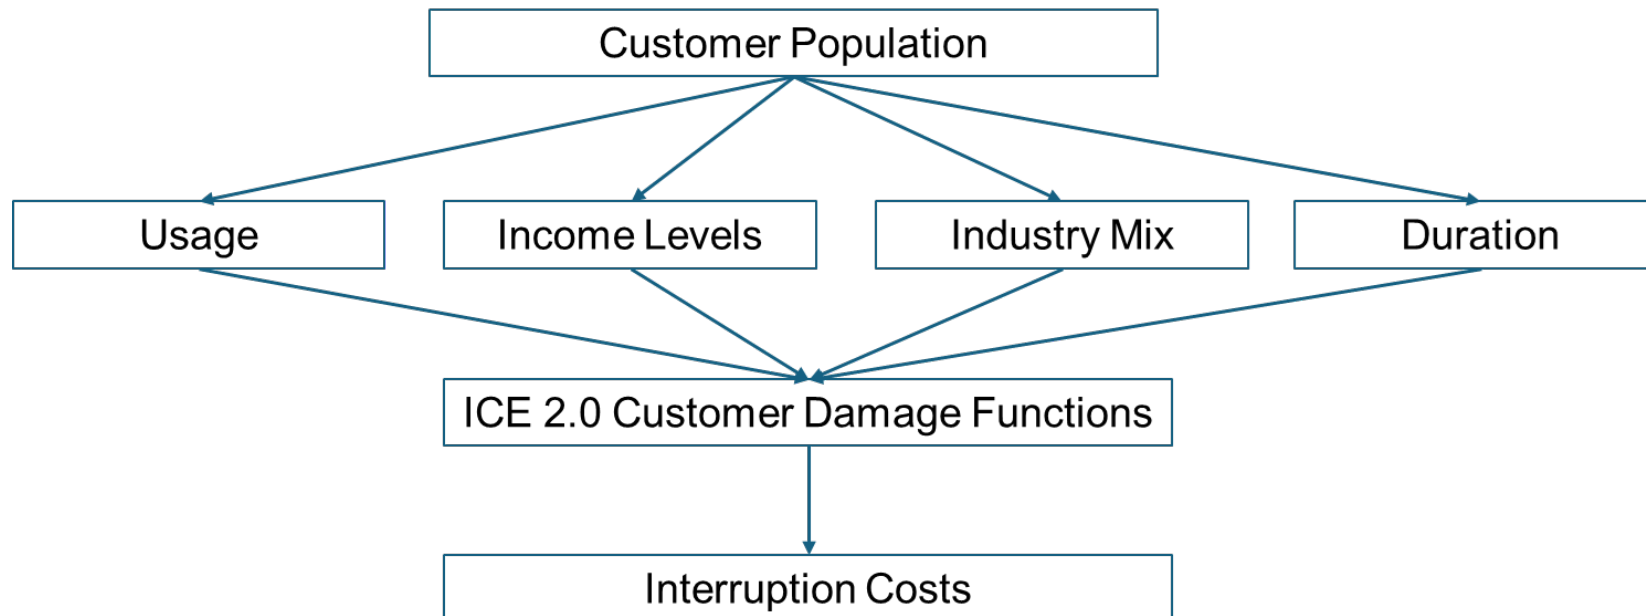 Customer Population
Usage
Income Levels
Industry Mix
Duration
ICE 2.0 Customer Damage Functions
Interruption Costs